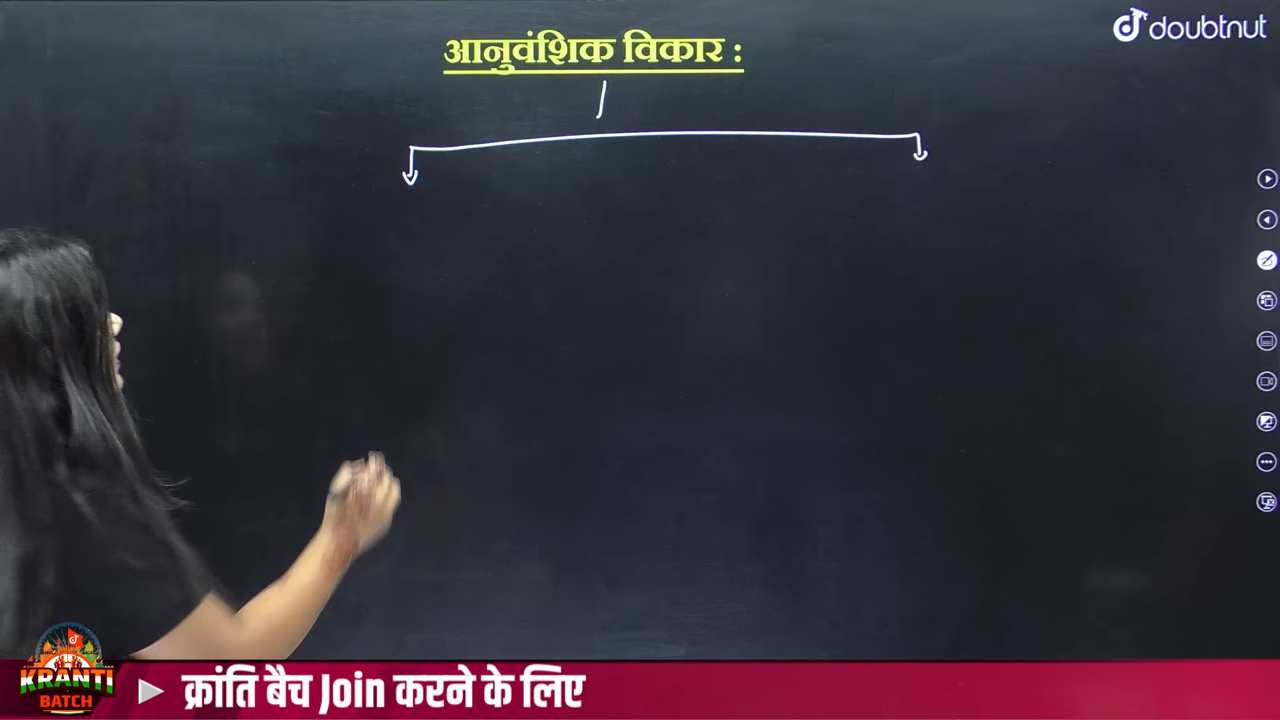 आनुवंशिक विकार :
doubtnut
KRANTI
BATCH
क्रांति बैच Join करने के लिए